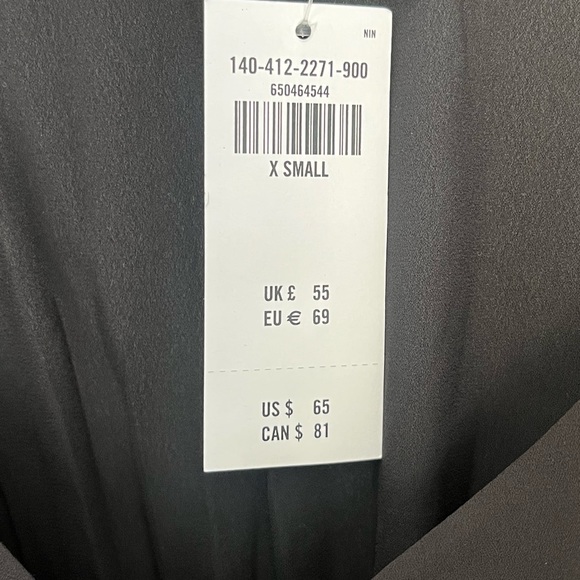 NIN
140-412-2271-900
650464544
X SMALL
UK £ 55
EU € 69
US $ 65
CAN $ 81